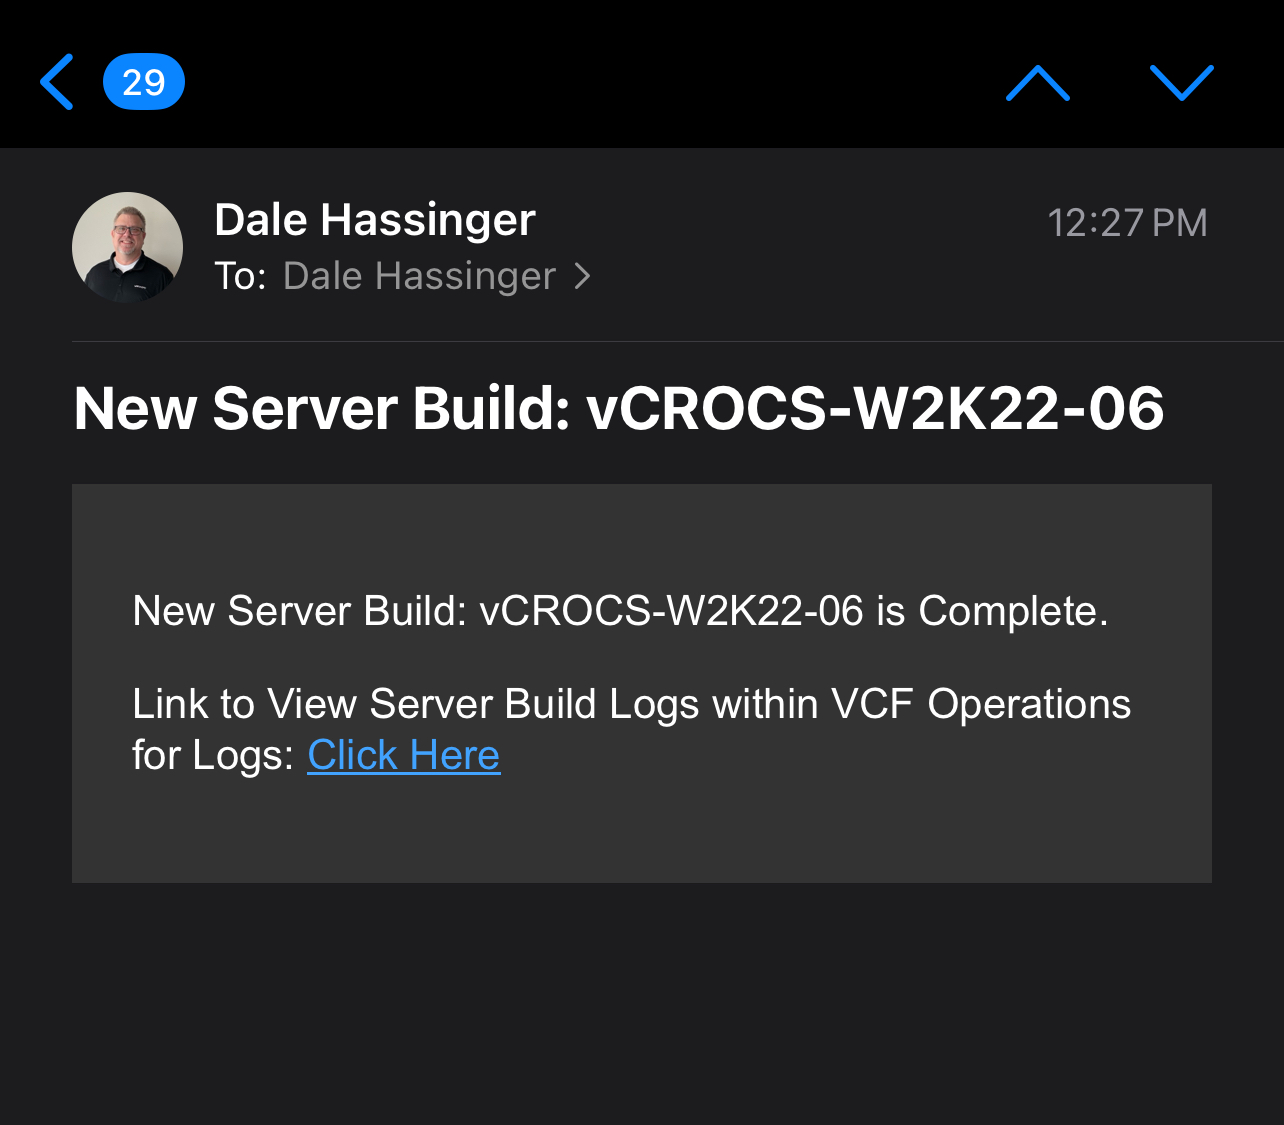 29
Dale Hassinger
12:27 PM
To: Dale Hassinger
New Server Build: vCROCS-W2K22-06
New Server Build: vCROCS-W2K22-06 is Complete.
Link to View Server Build Logs within VCF Operations
for Logs: Click Here